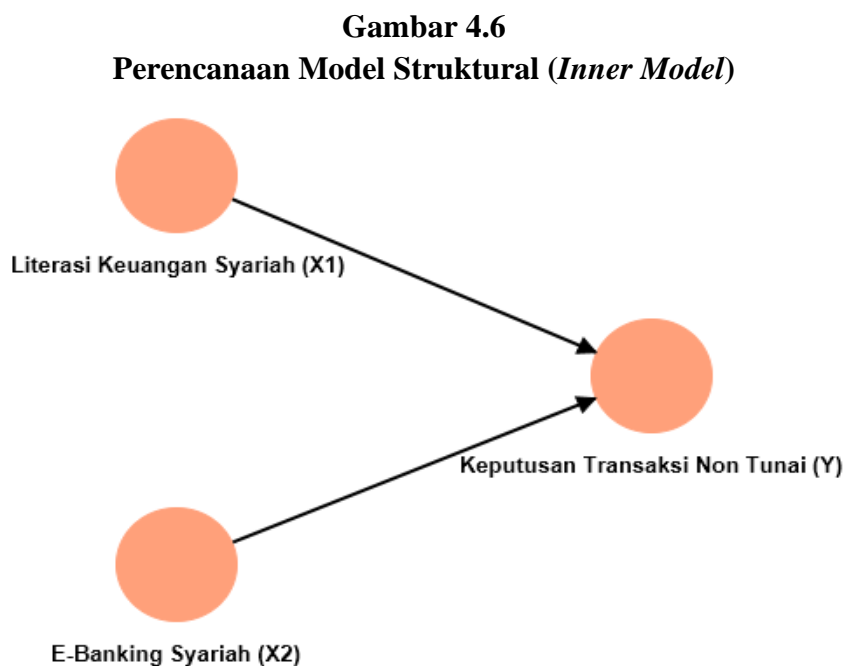 Gambar 4.6
Perencanaan Model Struktural (Inner Model)
Literasi Keuangan Syariah (X1)
Keputusan Transaksi Non Tunai (Y)
E-Banking Syariah (X2)